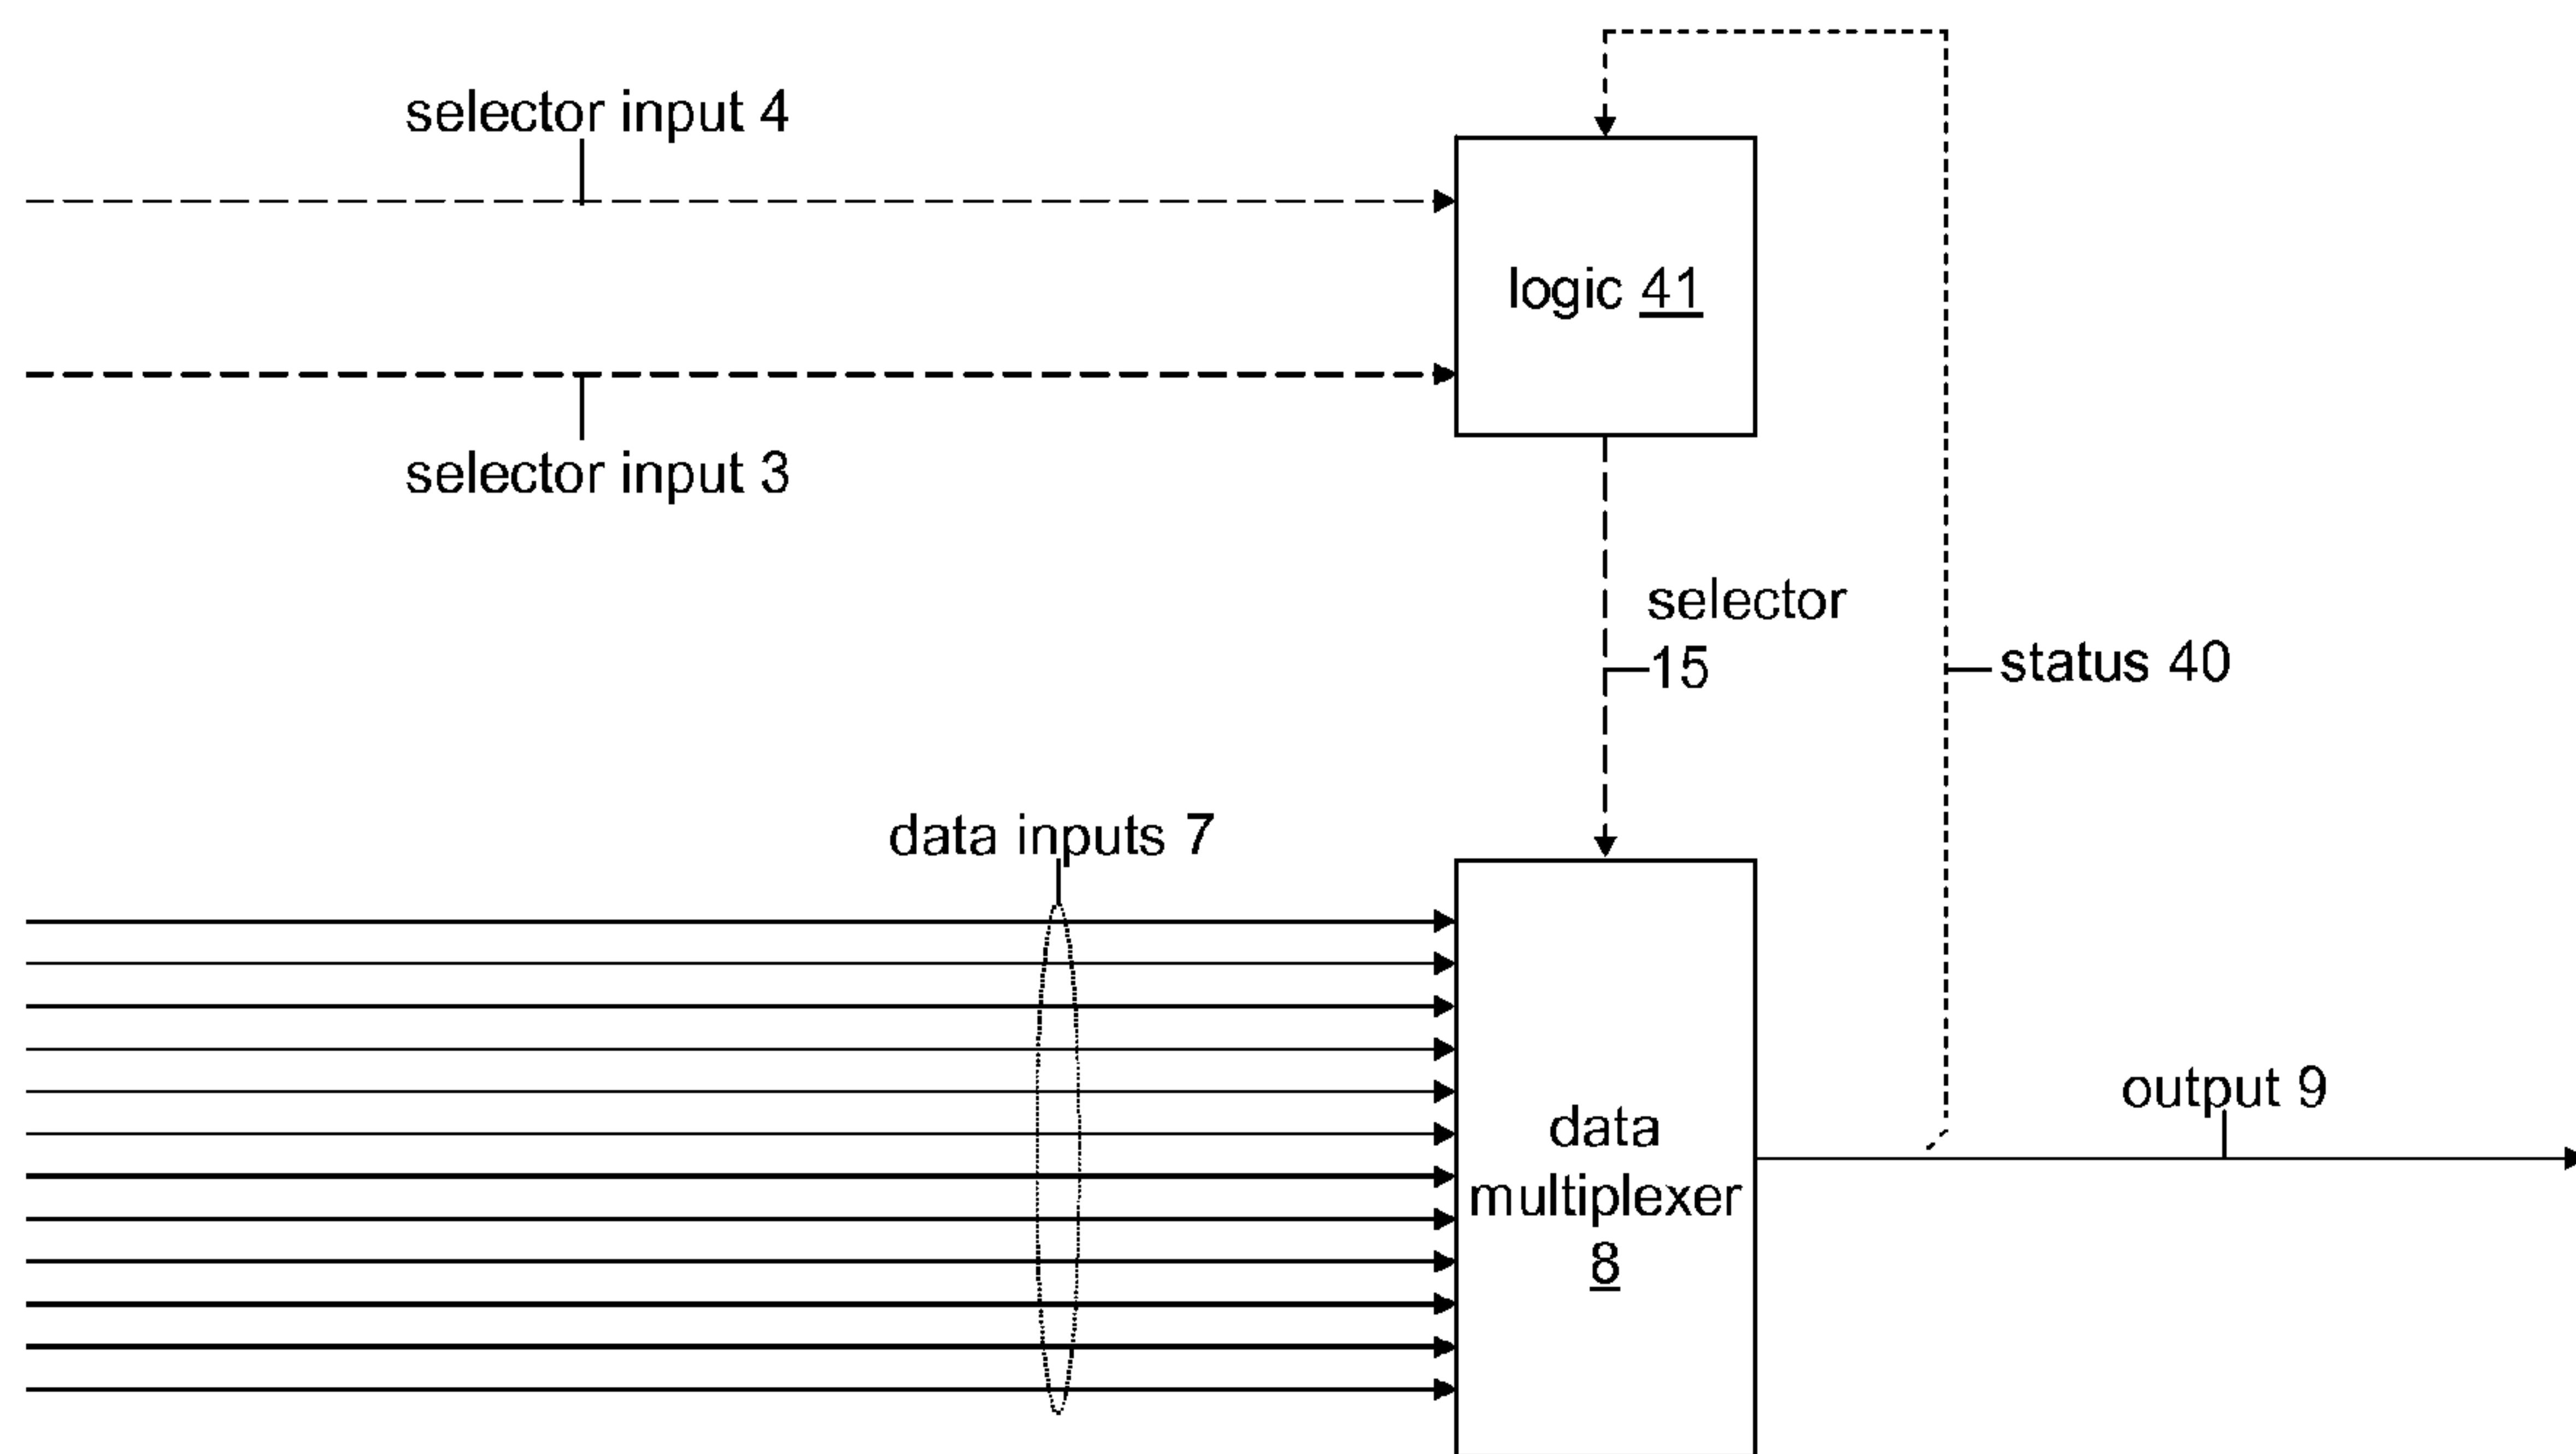 selector input 4
logic 41
selector input 3
selector
15
status 40
data inputs 7
output 9
data
multiplexer
8